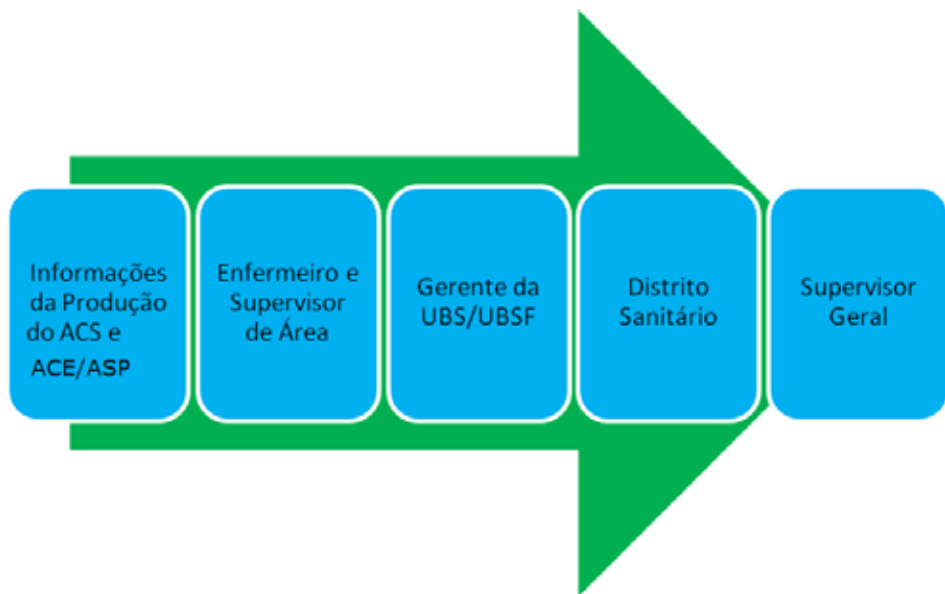 Informações
da Produção
do ACS e
ACE/ASP
Enfermeiro e
Supervisor
de Área
Gerente da
UBS/UBSF
Distrito
Sanitário
Supervisor
Geral